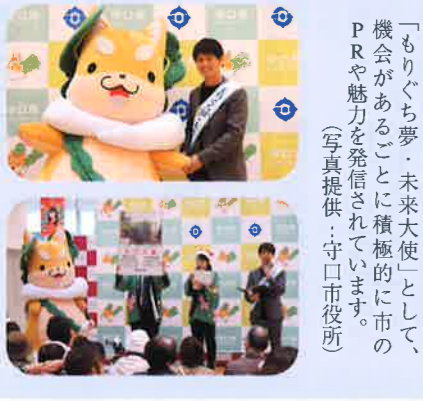 「もりぐち夢・未来大使」として、
機会があるごとに積極的に市の
PRや魅力を発信されています。
（写真提供：守口市役所）